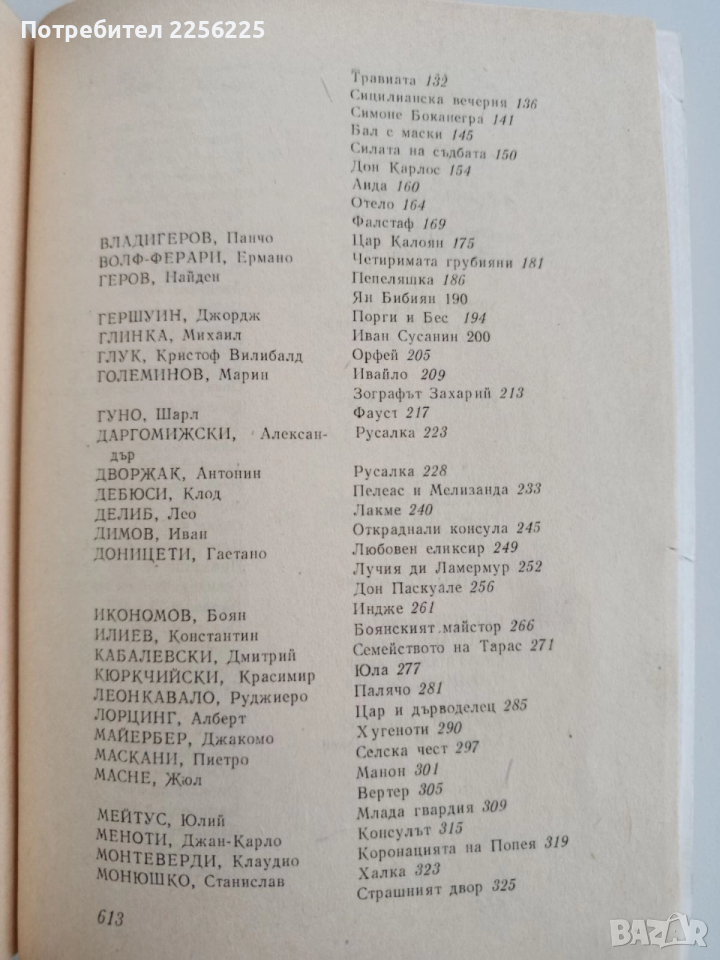 Потребител 2256225
Травиата 132
Сицилианска вечерня 136
Симоне Боканегра 141
Бал с маски 145
Силата на съдбата 150
Дон Карлос 154
Аида 160
Отело 164
Фалстаф 169
ВЛАДИГЕРОВ, Панчо Цар Калоян 175
ВОЛФ-ФЕРАРИ, Ермано Четиримата грубияни 181
ГЕРОВ, Найден Пепеляшка 186
Ян Бибиян 190
ГЕРШУИН, Джордж Порги и Бес 194
ГЛИНКА, Михаил Иван Сусанин 200
ГЛУК, Кристоф Вилибалд Орфей 205
ГОЛЕМИНОВ, Марин Ивайло 209
Зографът Захарий 213
ГУНО, Шарл Фауст 217
ДАРГОМИЖСКИ, Алексан- Русалка 223
дър
ДВОРЖАК, Антонин Русалка 228
ДЕБЮСИ, Клод Пелеас и Мелизанда 233
ДЕЛИБ, Лео Лакме 240
ДИМОВ, Иван Откраднали консула 245
ДОНИЦЕТИ, Гаетано Любовен еликсир 249
Лучия ди Ламермур 252
Дон Паскуале 256
ИКОНОМОВ, Боян Индже 261
ИЛИЕВ, Константин Боянският майстор 266
КАБАЛЕВСКИ, Дмитрий Семейството на Тарас 271
КЮРКЧИЙСКИ, Красимир Юла 277
ЛЕОНКАВАЛО, Руджиеро Палячо 281
ЛОРЦИНГ, Алберт Цар и дърводелец 285
МАЙЕРБЕР, Джакомо Хугеноти 290
МАСКАНИ, Пиетро Селска чест 297
МАСНЕ, Жюл Манон 301
Вертер 305
МЕЙТУС, Юлий Млада гвардия 309
МЕНОТИ, Джан-Карло Консулът 315
МОНТЕВЕРДИ, Клаудио Коронацията на Попея 319
МОНЮШКО, Станислав Халка 323
Страшният двор 325
613
BAZAR